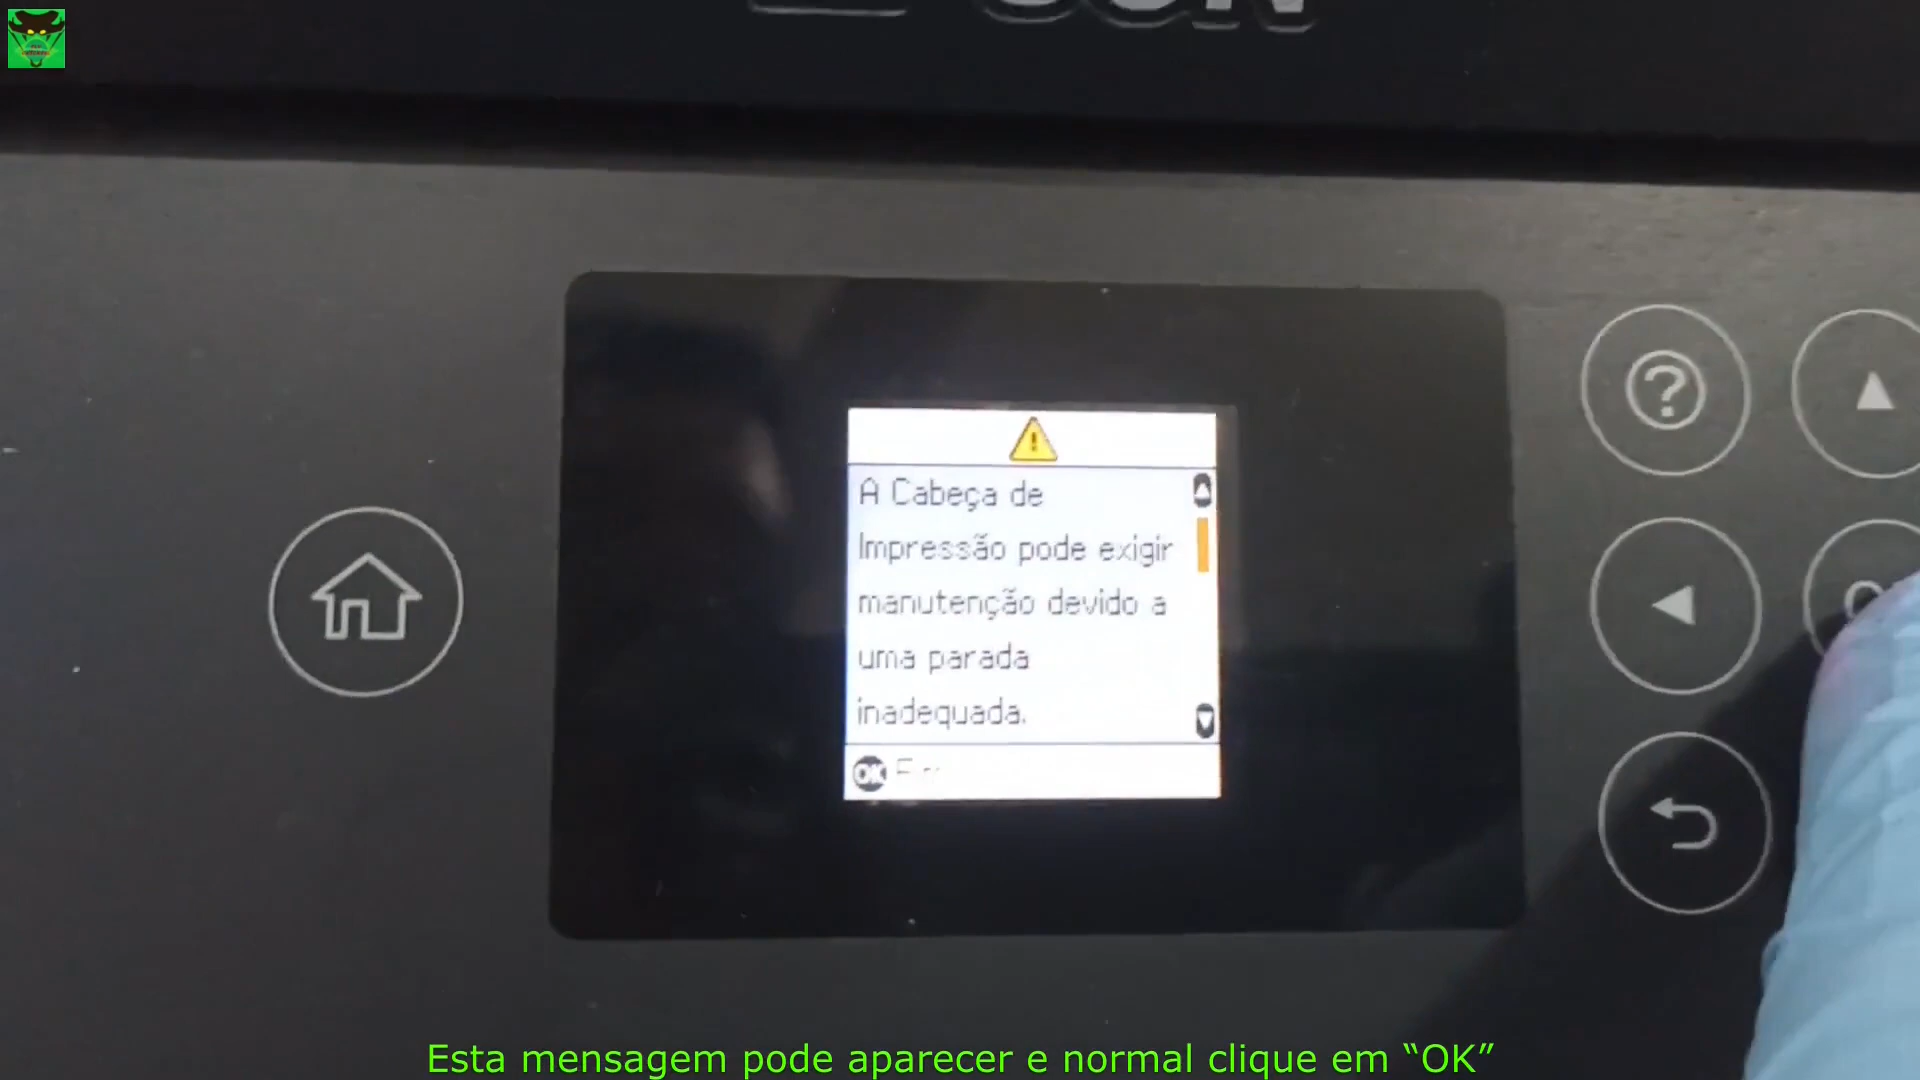 A Cabeça de
Impressão pode exigir
manutenção devido a
uma parada
inadequada.
OK
Esta mensagem pode aparecer e normal clique em “OK”